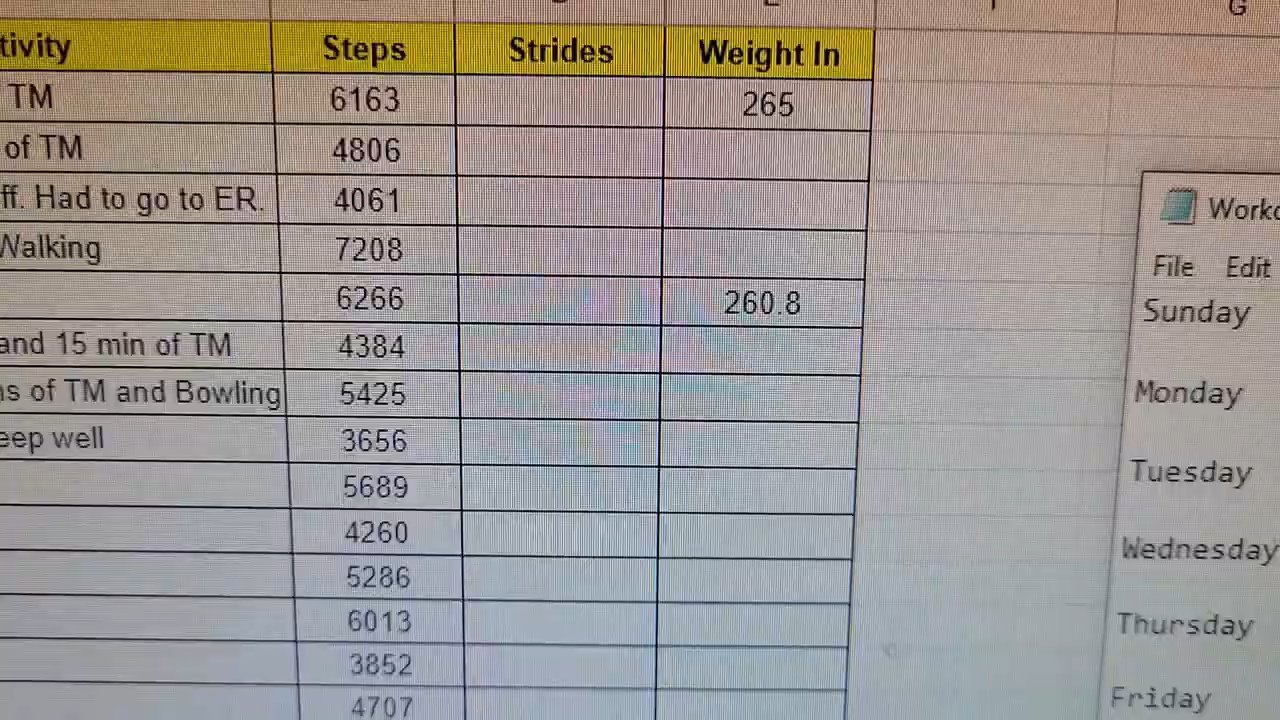 tivity Steps Strides Weight In
TM 6163 265
of TM 4806
ff. Had to go to ER. 4061
Walking 7208
6266 260.8
and 15 min of TM 4384
ns of TM and Bowling 5425
eep well 3656
5689
4260
5286
6013
3852
4707
G
Worko
File Edit
Sunday
Monday
Tuesday
Wednesday
Thursday
Friday